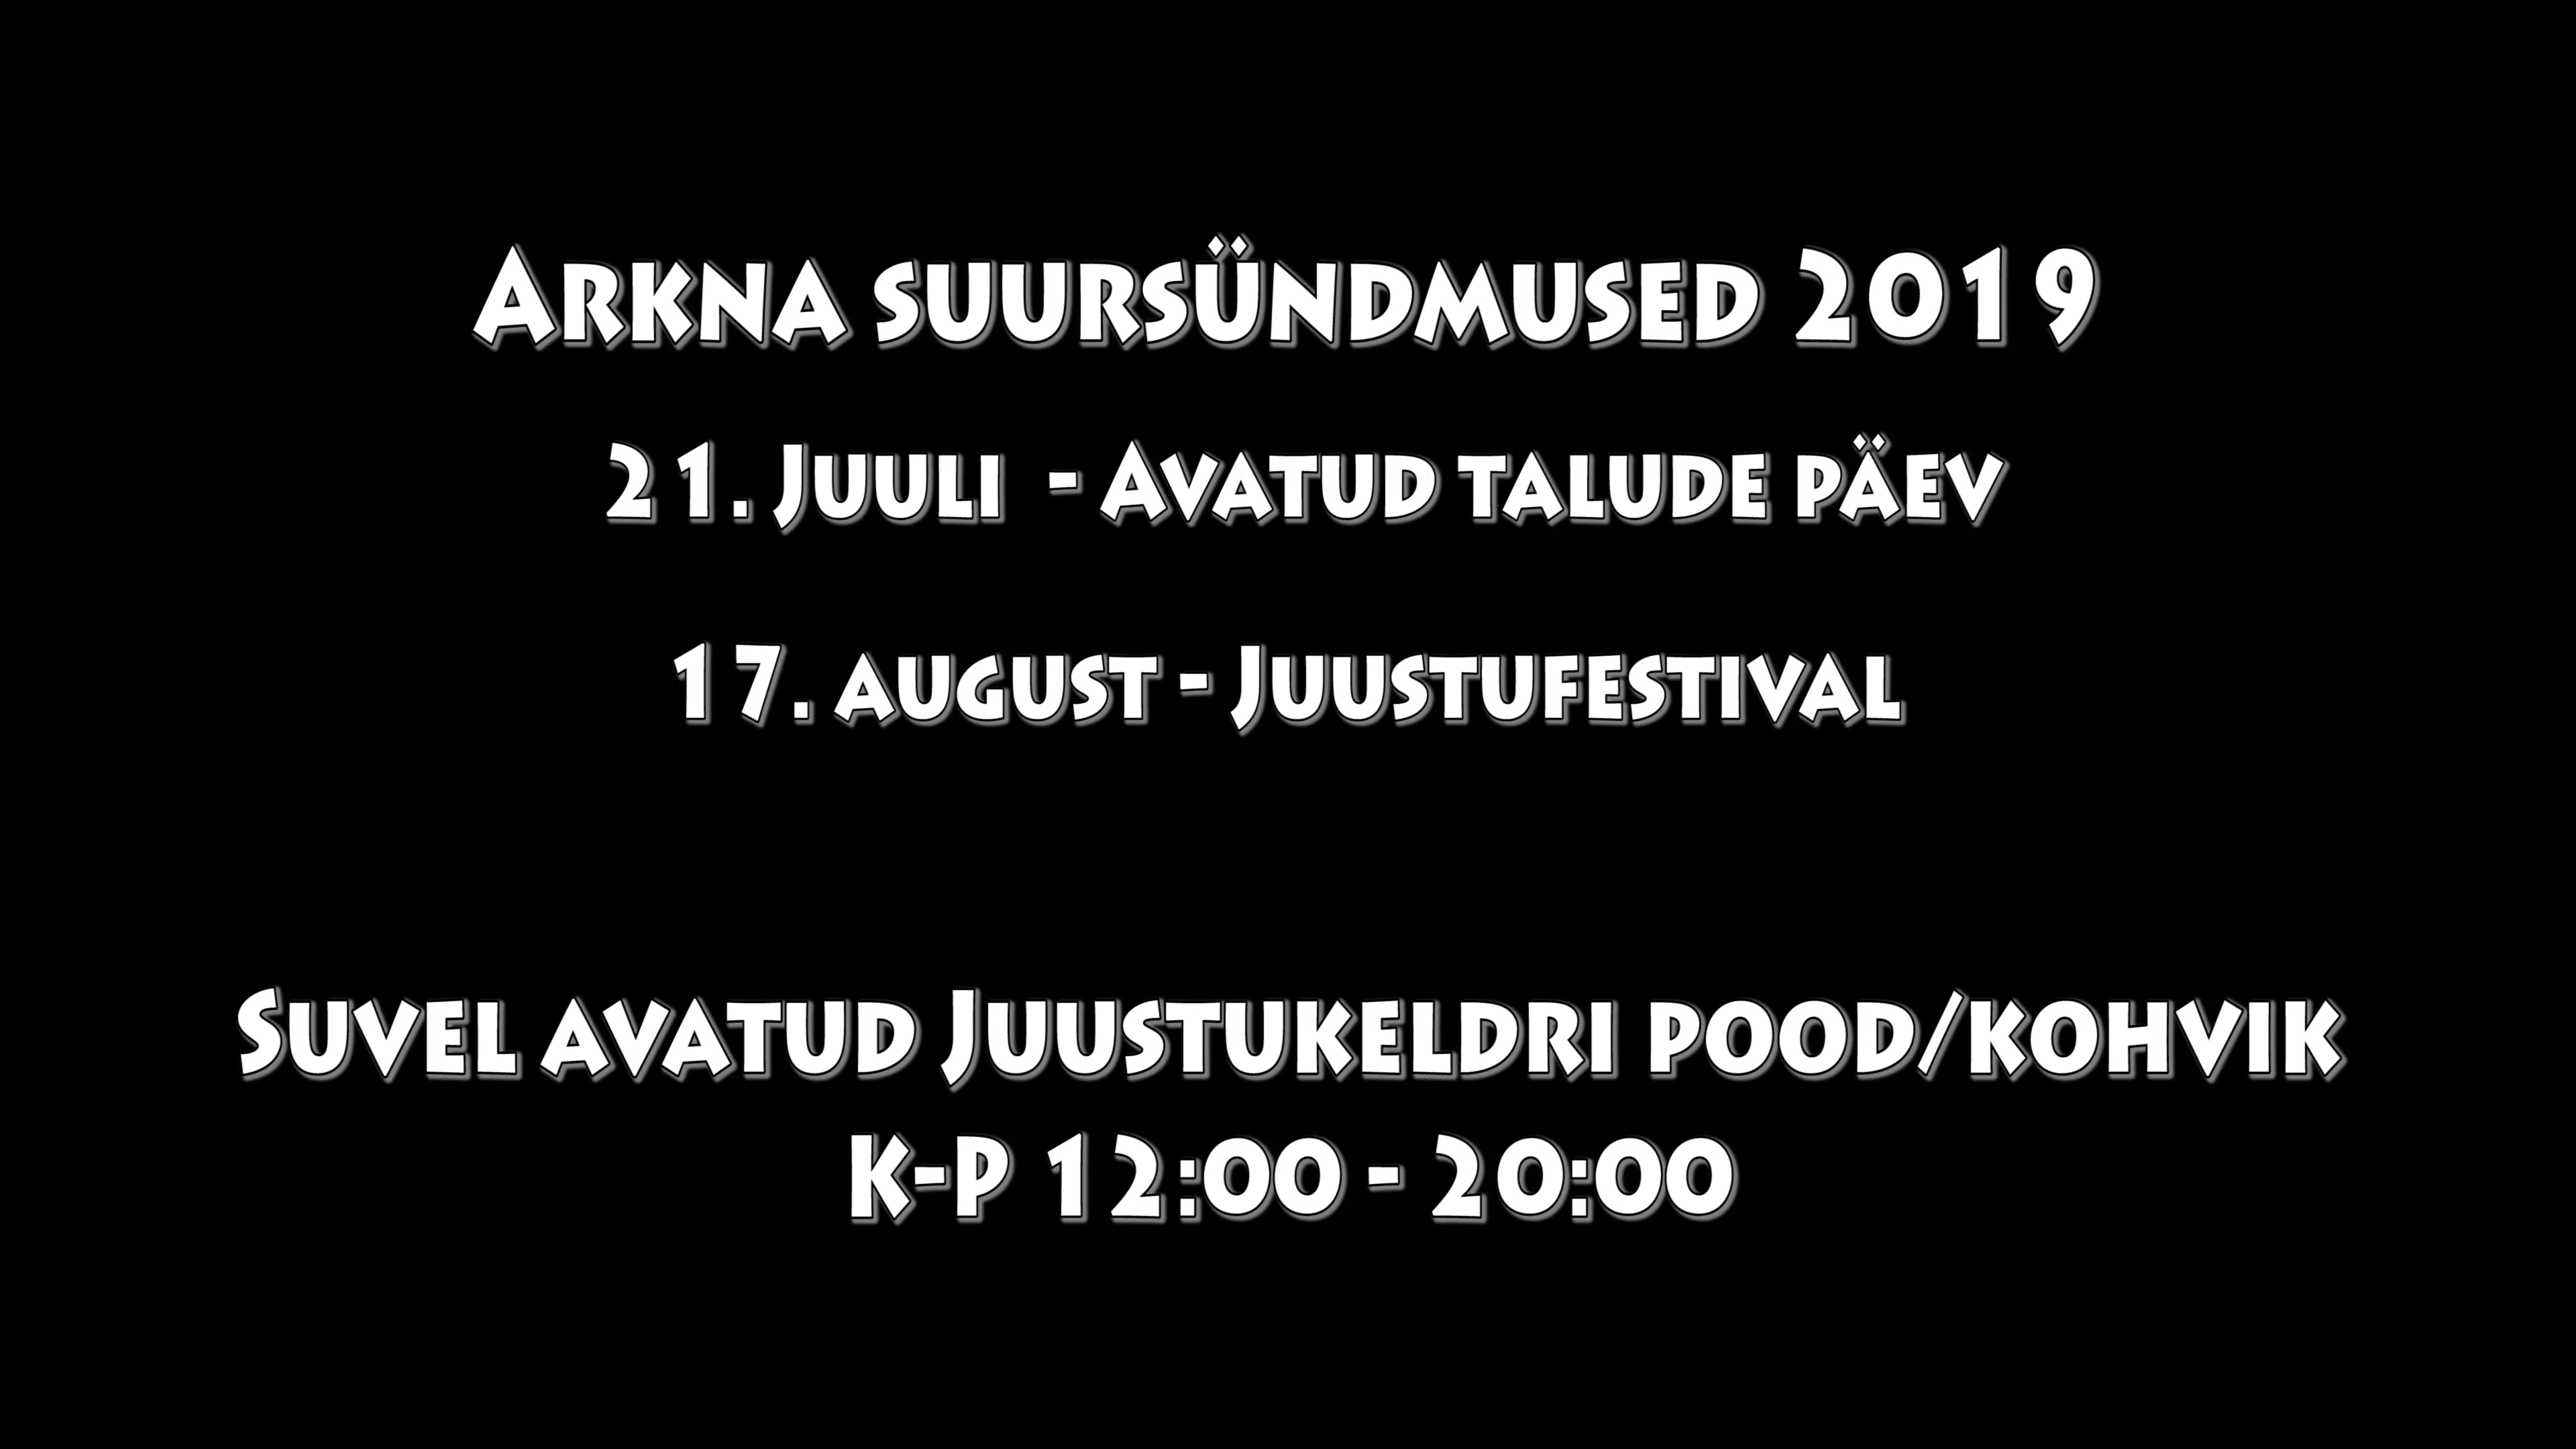 Arkna suursündmused 2019
21. Juuli - Avatud talude päev
17. august - Juustufestival
Suvel avatud Juustukeldri pood/kohvik
K-P 12:00 - 20:00